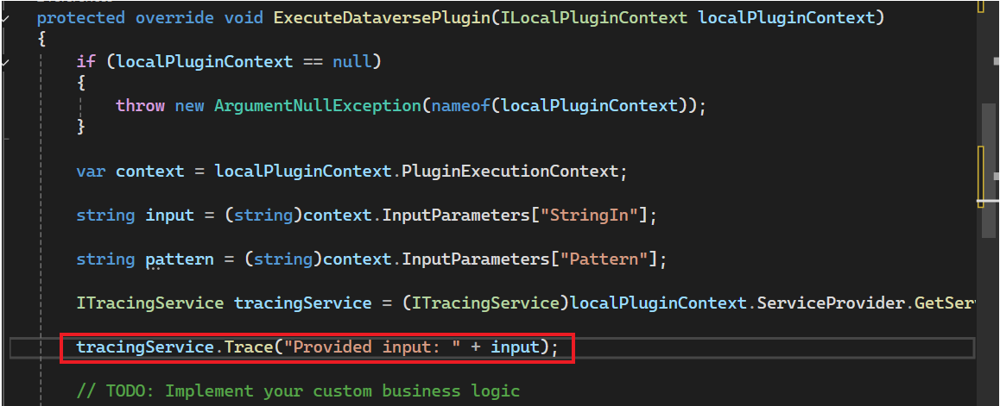 protected override void ExecuteDataversePlugin(ILocalPluginContext localPluginContext)
{
if (localPluginContext == null)
{
throw new ArgumentNullException(nameof(localPluginContext));
}
var context = localPluginContext.PluginExecutionContext;
string input = (string)context.InputParameters["StringIn"];
string pattern = (string)context.InputParameters["Pattern"];
ITracingService tracingService = (ITracingService)localPluginContext.ServiceProvider.GetSer
tracingService.Trace("Provided input: " + input);
// TODO: Implement your custom business logic